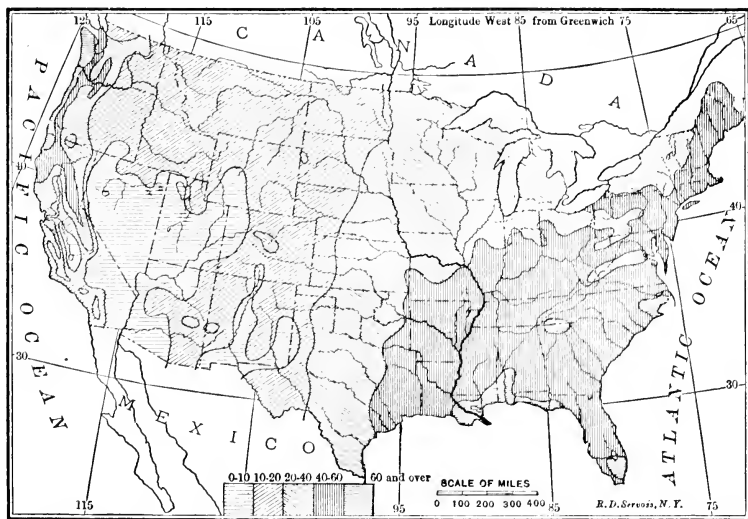 125 115 105 95 Longitude West 85 from Greenwich 75 65
CANADA
PACIFIC OCEAN
40
40
ATLANTIC OCEAN
30
30
MEXICO
0-10 10-20 20-40 40-60 60 and over
SCALE OF MILES
0 100 200 300 400
R.D. Servoss, N.Y.
115 95 85 75